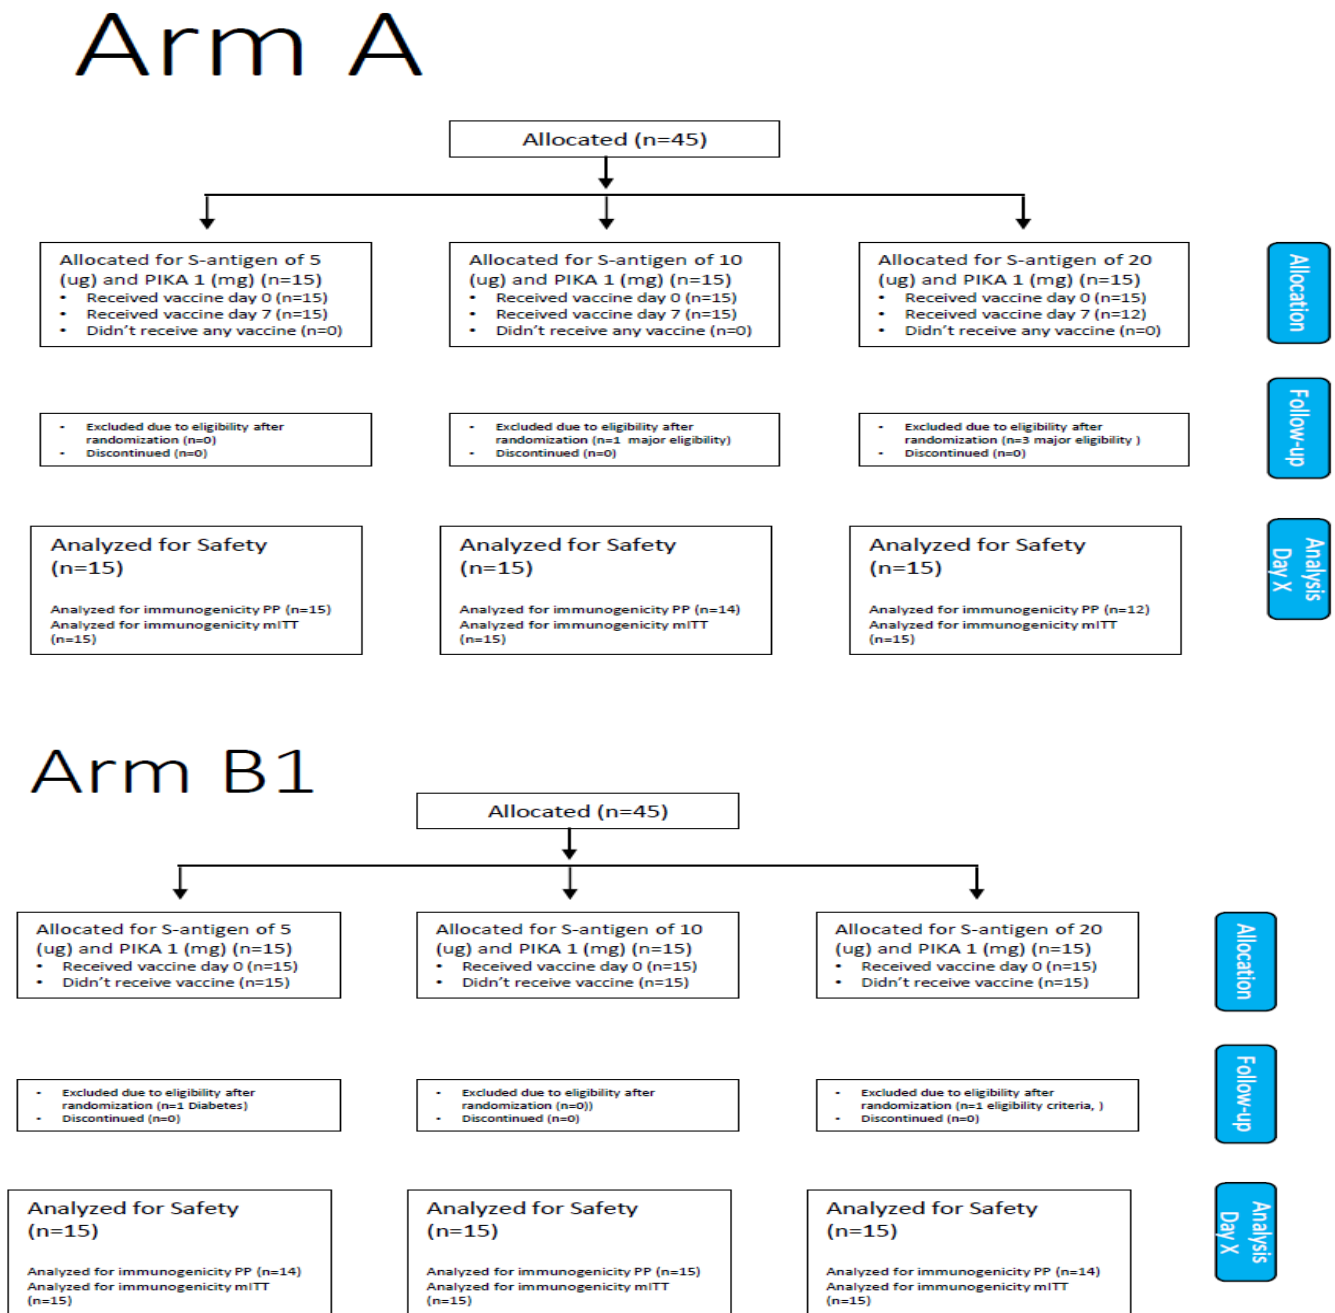 Arm A
Allocated (n=45)
Allocated for S-antigen of 5
(ug) and PIKA 1 (mg) (n=15)
• Received vaccine day 0 (n=15)
• Received vaccine day 7 (n=15)
• Didn't receive any vaccine (n=0)
Allocated for S-antigen of 10
(ug) and PIKA 1 (mg) (n=15)
• Received vaccine day 0 (n=15)
• Received vaccine day 7 (n=15)
• Didn't receive any vaccine (n=0)
Allocated for S-antigen of 20
(ug) and PIKA 1 (mg) (n=15)
• Received vaccine day 0 (n=15)
• Received vaccine day 7 (n=12)
• Didn't receive any vaccine (n=0)
Allocation
• Excluded due to eligibility after
randomization (n=0)
• Discontinued (n=0)
• Excluded due to eligibility after
randomization (n=1 major eligibility)
• Discontinued (n=0)
• Excluded due to eligibility after
randomization (n=3 major eligibility )
• Discontinued (n=0)
Follow-up
Analyzed for Safety
(n=15)
Analyzed for immunogenicity PP (n=15)
Analyzed for immunogenicity mITT
(n=15)
Analyzed for Safety
(n=15)
Analyzed for immunogenicity PP (n=14)
Analyzed for immunogenicity mITT
(n=15)
Analyzed for Safety
(n=15)
Analyzed for immunogenicity PP (n=12)
Analyzed for immunogenicity mITT
(n=15)
Analysis
Day X
Arm B1
Allocated (n=45)
Allocated for S-antigen of 5
(ug) and PIKA 1 (mg) (n=15)
• Received vaccine day 0 (n=15)
• Didn't receive vaccine (n=15)
Allocated for S-antigen of 10
(ug) and PIKA 1 (mg) (n=15)
• Received vaccine day 0 (n=15)
• Didn't receive vaccine (n=15)
Allocated for S-antigen of 20
(ug) and PIKA 1 (mg) (n=15)
• Received vaccine day 0 (n=15)
• Didn't receive vaccine (n=15)
Allocation
• Excluded due to eligibility after
randomization (n=1 Diabetes)
• Discontinued (n=0)
• Excluded due to eligibility after
randomization (n=0))
• Discontinued (n=0)
• Excluded due to eligibility after
randomization (n=1 eligibility criteria, )
• Discontinued (n=0)
Follow-up
Analyzed for Safety
(n=15)
Analyzed for immunogenicity PP (n=14)
Analyzed for immunogenicity mITT
(n=15)
Analyzed for Safety
(n=15)
Analyzed for immunogenicity PP (n=15)
Analyzed for immunogenicity mITT
(n=15)
Analyzed for Safety
(n=15)
Analyzed for immunogenicity PP (n=14)
Analyzed for immunogenicity mITT
(n=15)
Analysis
Day X